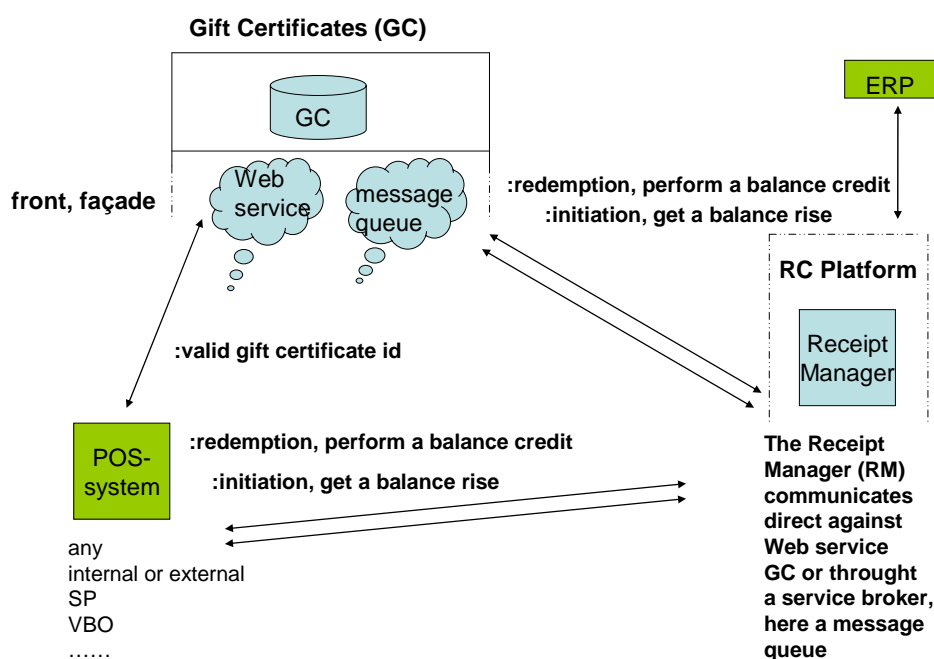 Gift Certificates (GC)
ERP
GC
Web
service
message
queue
front, façade
:redemption, perform a balance credit
:initiation, get a balance rise
RC Platform
Receipt
Manager
:valid gift certificate id
POS-
system
:redemption, perform a balance credit
:initiation, get a balance rise
any
internal or external
SP
VBO
……
The Receipt
Manager (RM)
communicates
direct against
Web service
GC or throught
a service broker,
here a message
queue